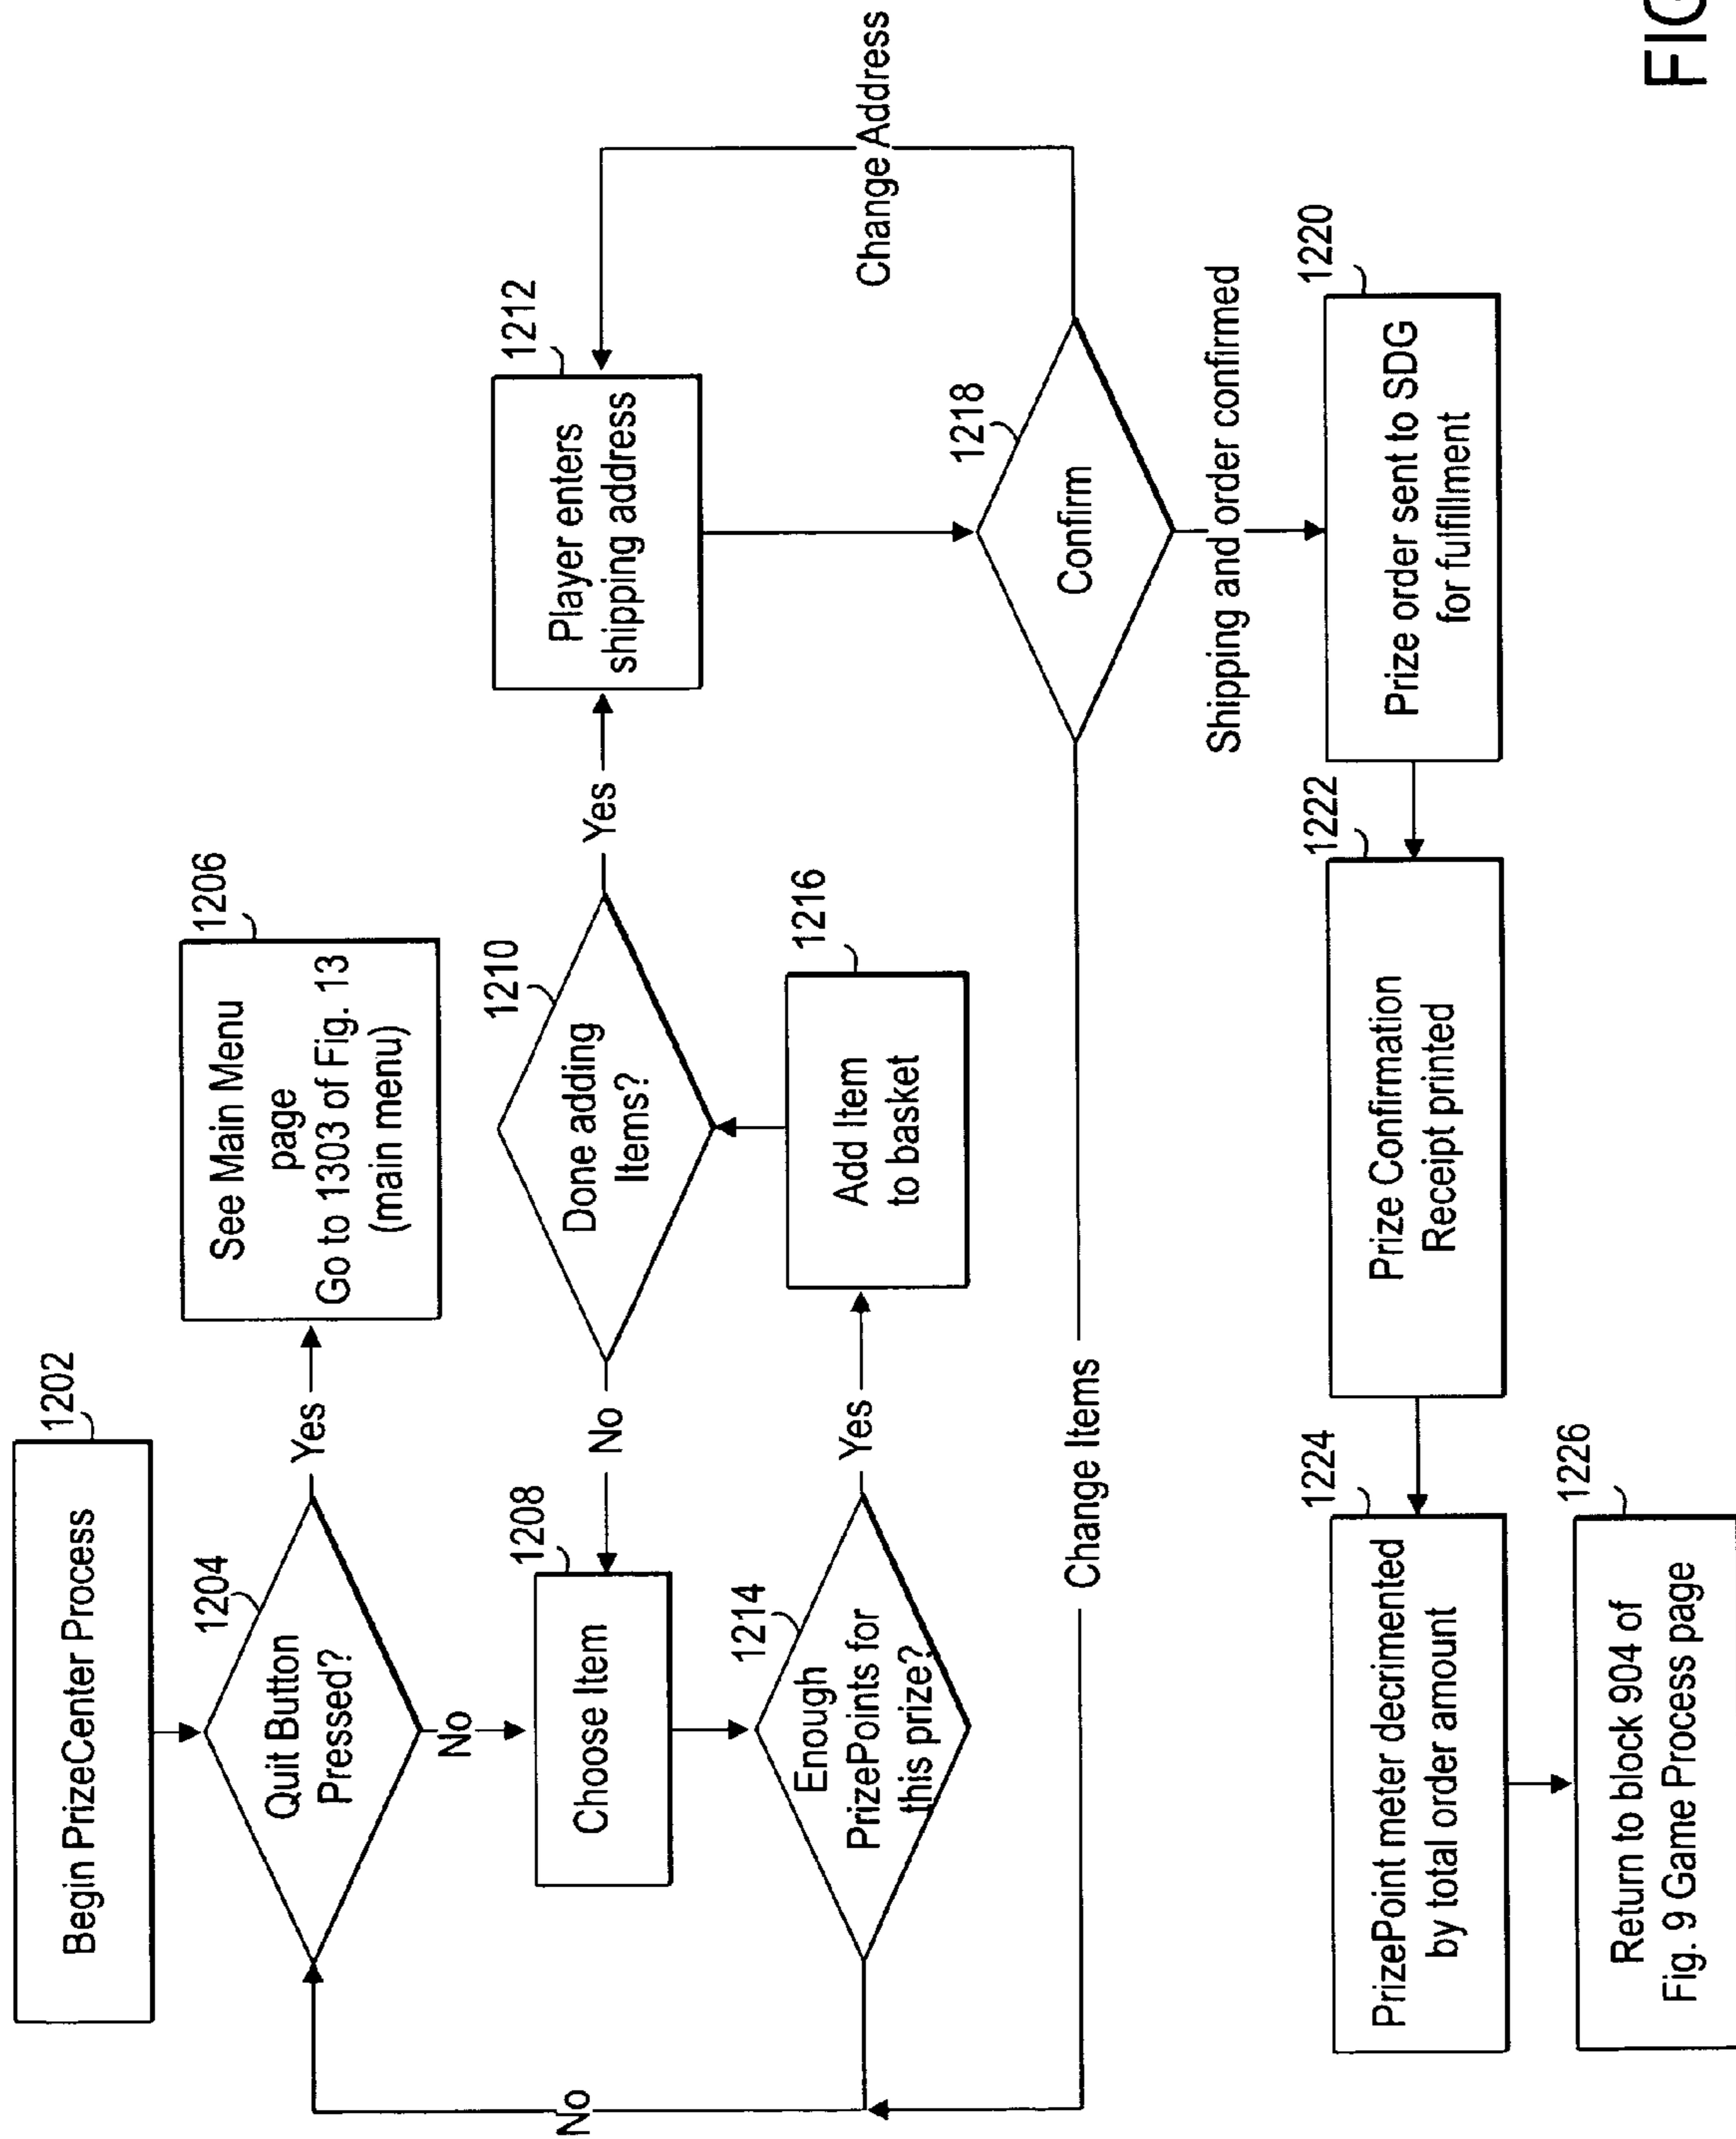 Begin PrizeCenter Process
1202
Quit Button
Pressed?
1204
Yes
See Main Menu
page
Go to 1303 of Fig. 13
(main menu)
1206
No
Choose Item
1208
No
Done adding
Items?
1210
Yes
Player enters
shipping address
1212
Enough
PrizePoints for
this prize?
1214
Yes
Add Item
to basket
1216
No
Change Address
Confirm
1218
Change Items
Shipping and order confirmed
Prize order sent to SDG
for fulfillment
1220
Prize Confirmation
Receipt printed
1222
PrizePoint meter decrimented
by total order amount
1224
Return to block 904 of
Fig. 9 Game Process page
1226